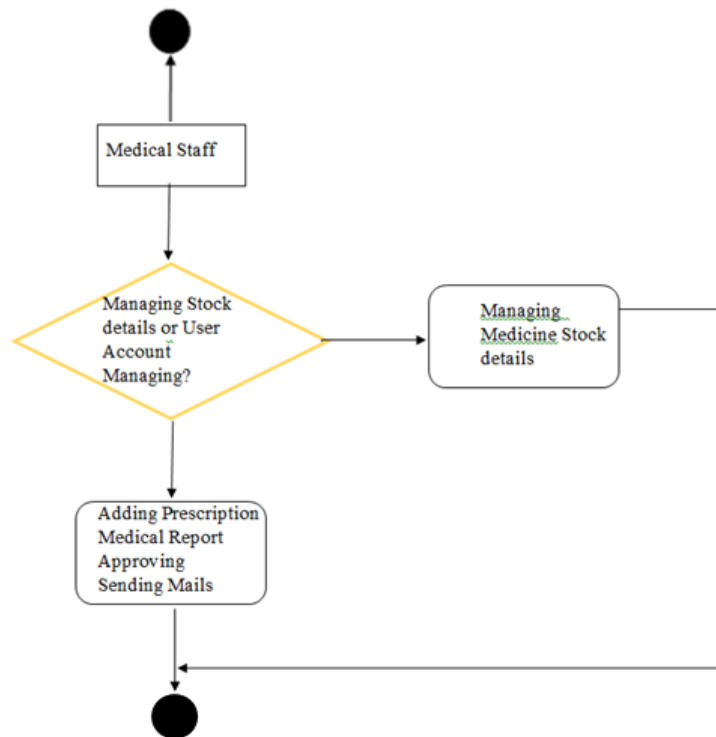 Medical Staff
Managing Stock
details or User
Account
Managing?
Managing
Medicine Stock
details
Adding Prescription
Medical Report
Approving
Sending Mails